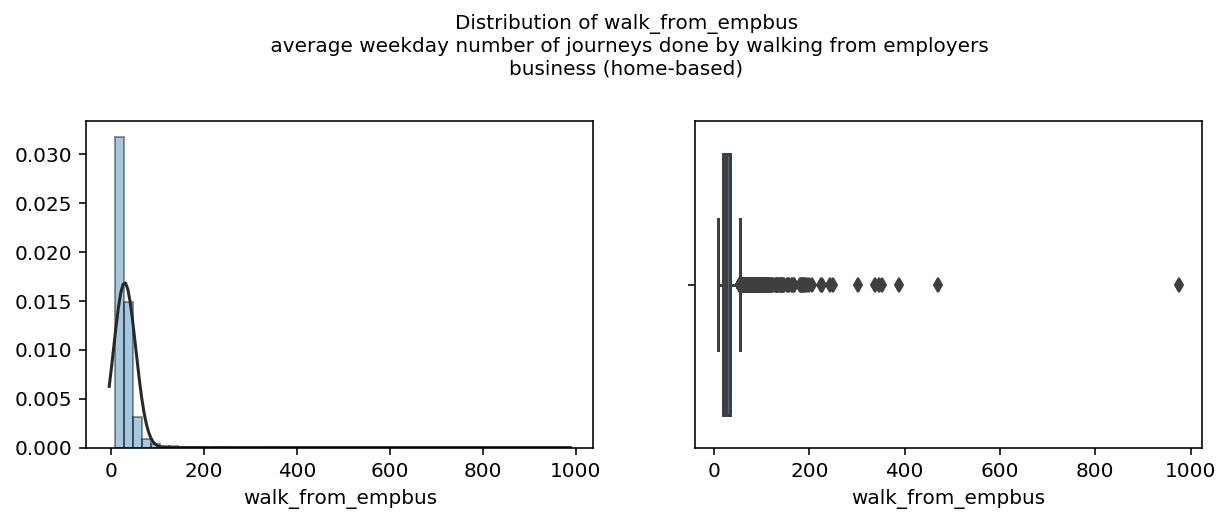 Distribution of walk_from_empbus
average weekday number of journeys done by walking from employers
business (home-based)
0.030
0.025
0.020
0.015
0.010
0.005
0.000
0 200 400 600 800 1000
walk_from_empbus
0 200 400 600 800 1000
walk_from_empbus